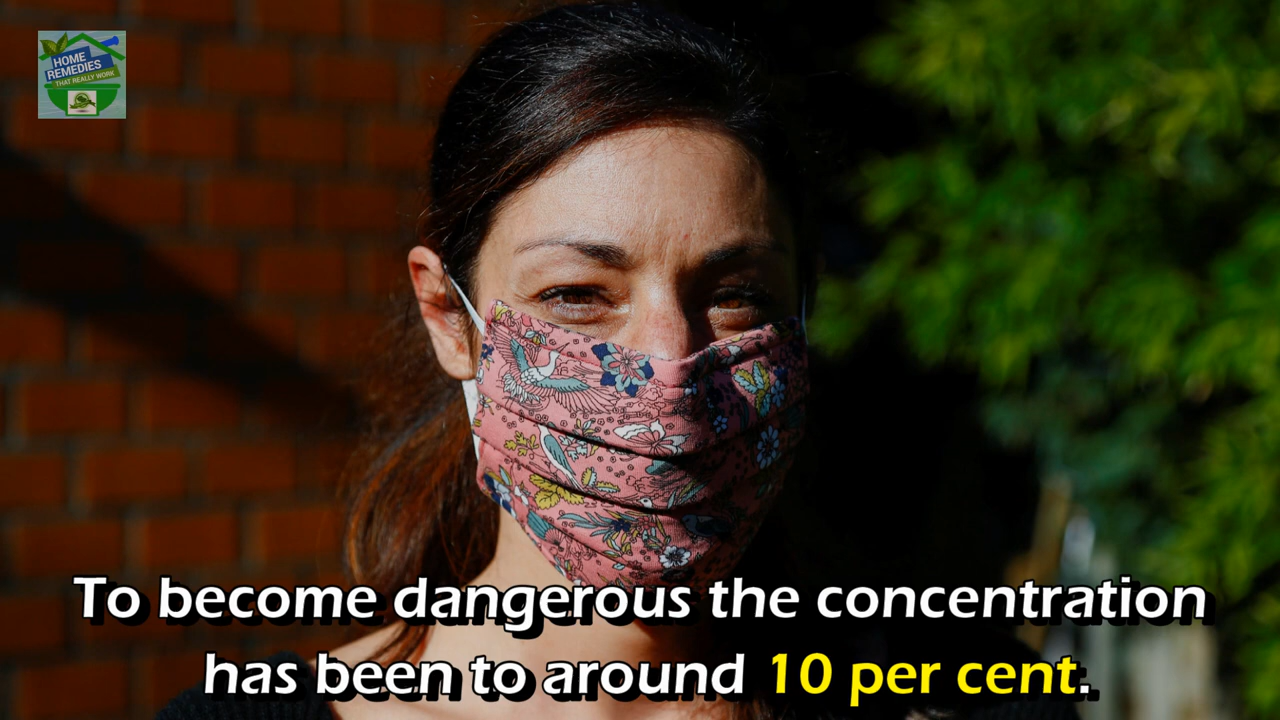 HOME
REMEDIES
THAT REALLY WORK
To become dangerous the concentration
has been to around 10 per cent.